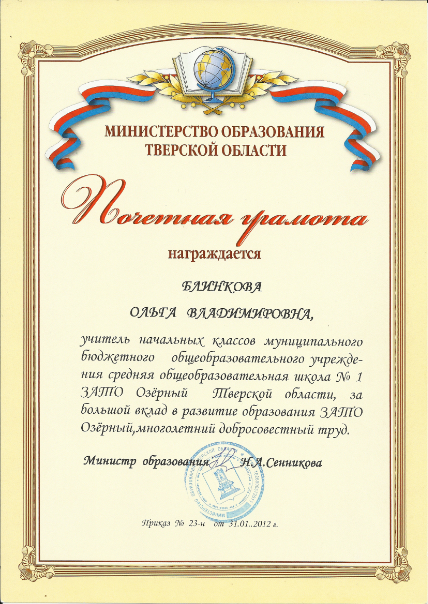 МИНИСТЕРСТВО ОБРАЗОВАНИЯ
ТВЕРСКОЙ ОБЛАСТИ
Почетная грамота
награждается
БЛИНКОВА
ОЛЬГА ВЛАДИМИРОВНА,
учитель начальных классов муниципального
бюджетного общеобразовательного учрежде-
ния средняя общеобразовательная школа № 1
ЗАТО Озёрный Тверской области, за
большой вклад в развитие образования ЗАТО
Озёрный,многолетний добросовестный труд.
Министр образования Н.А.Сенникова
Приказ № 23-н от 31.01..2012 г.